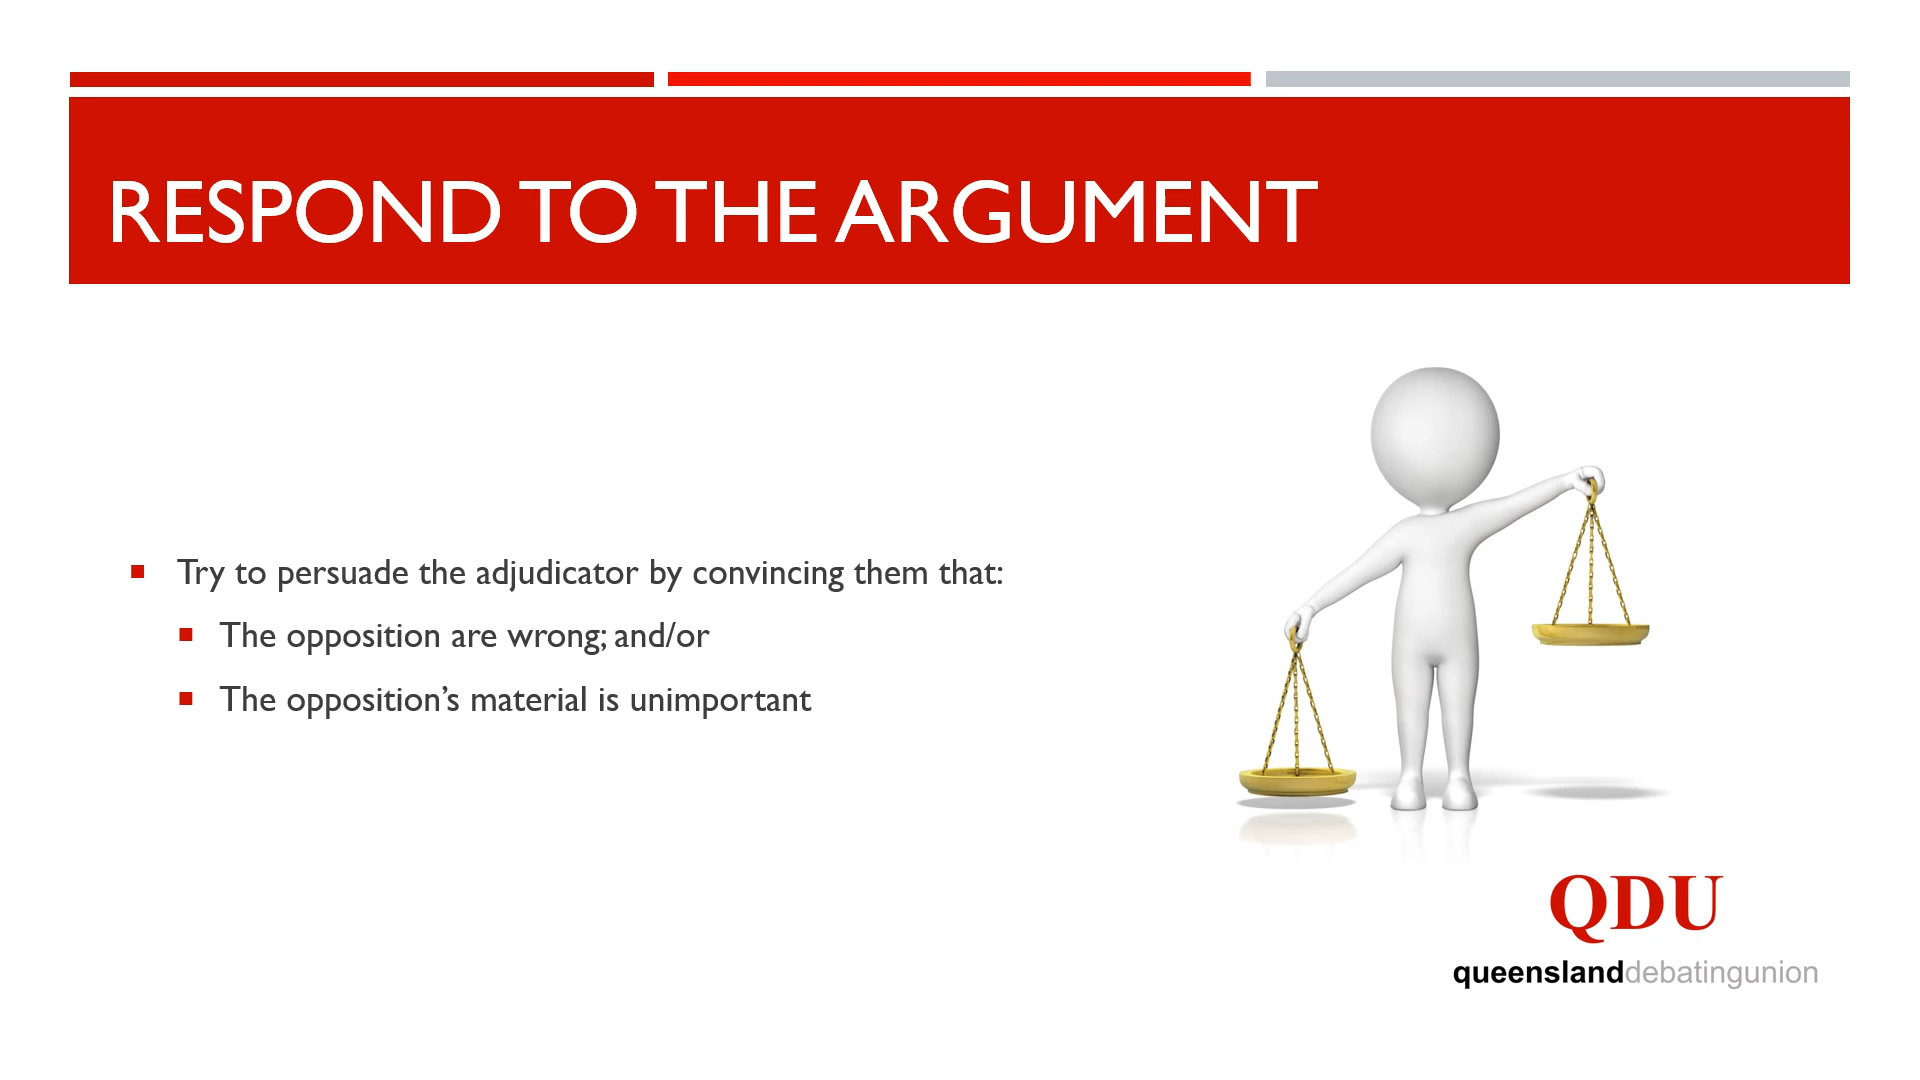 RESPOND TO THE ARGUMENT
Try to persuade the adjudicator by convincing them that:
The opposition are wrong; and/or
The opposition’s material is unimportant
QDU
queenslanddebatingunion